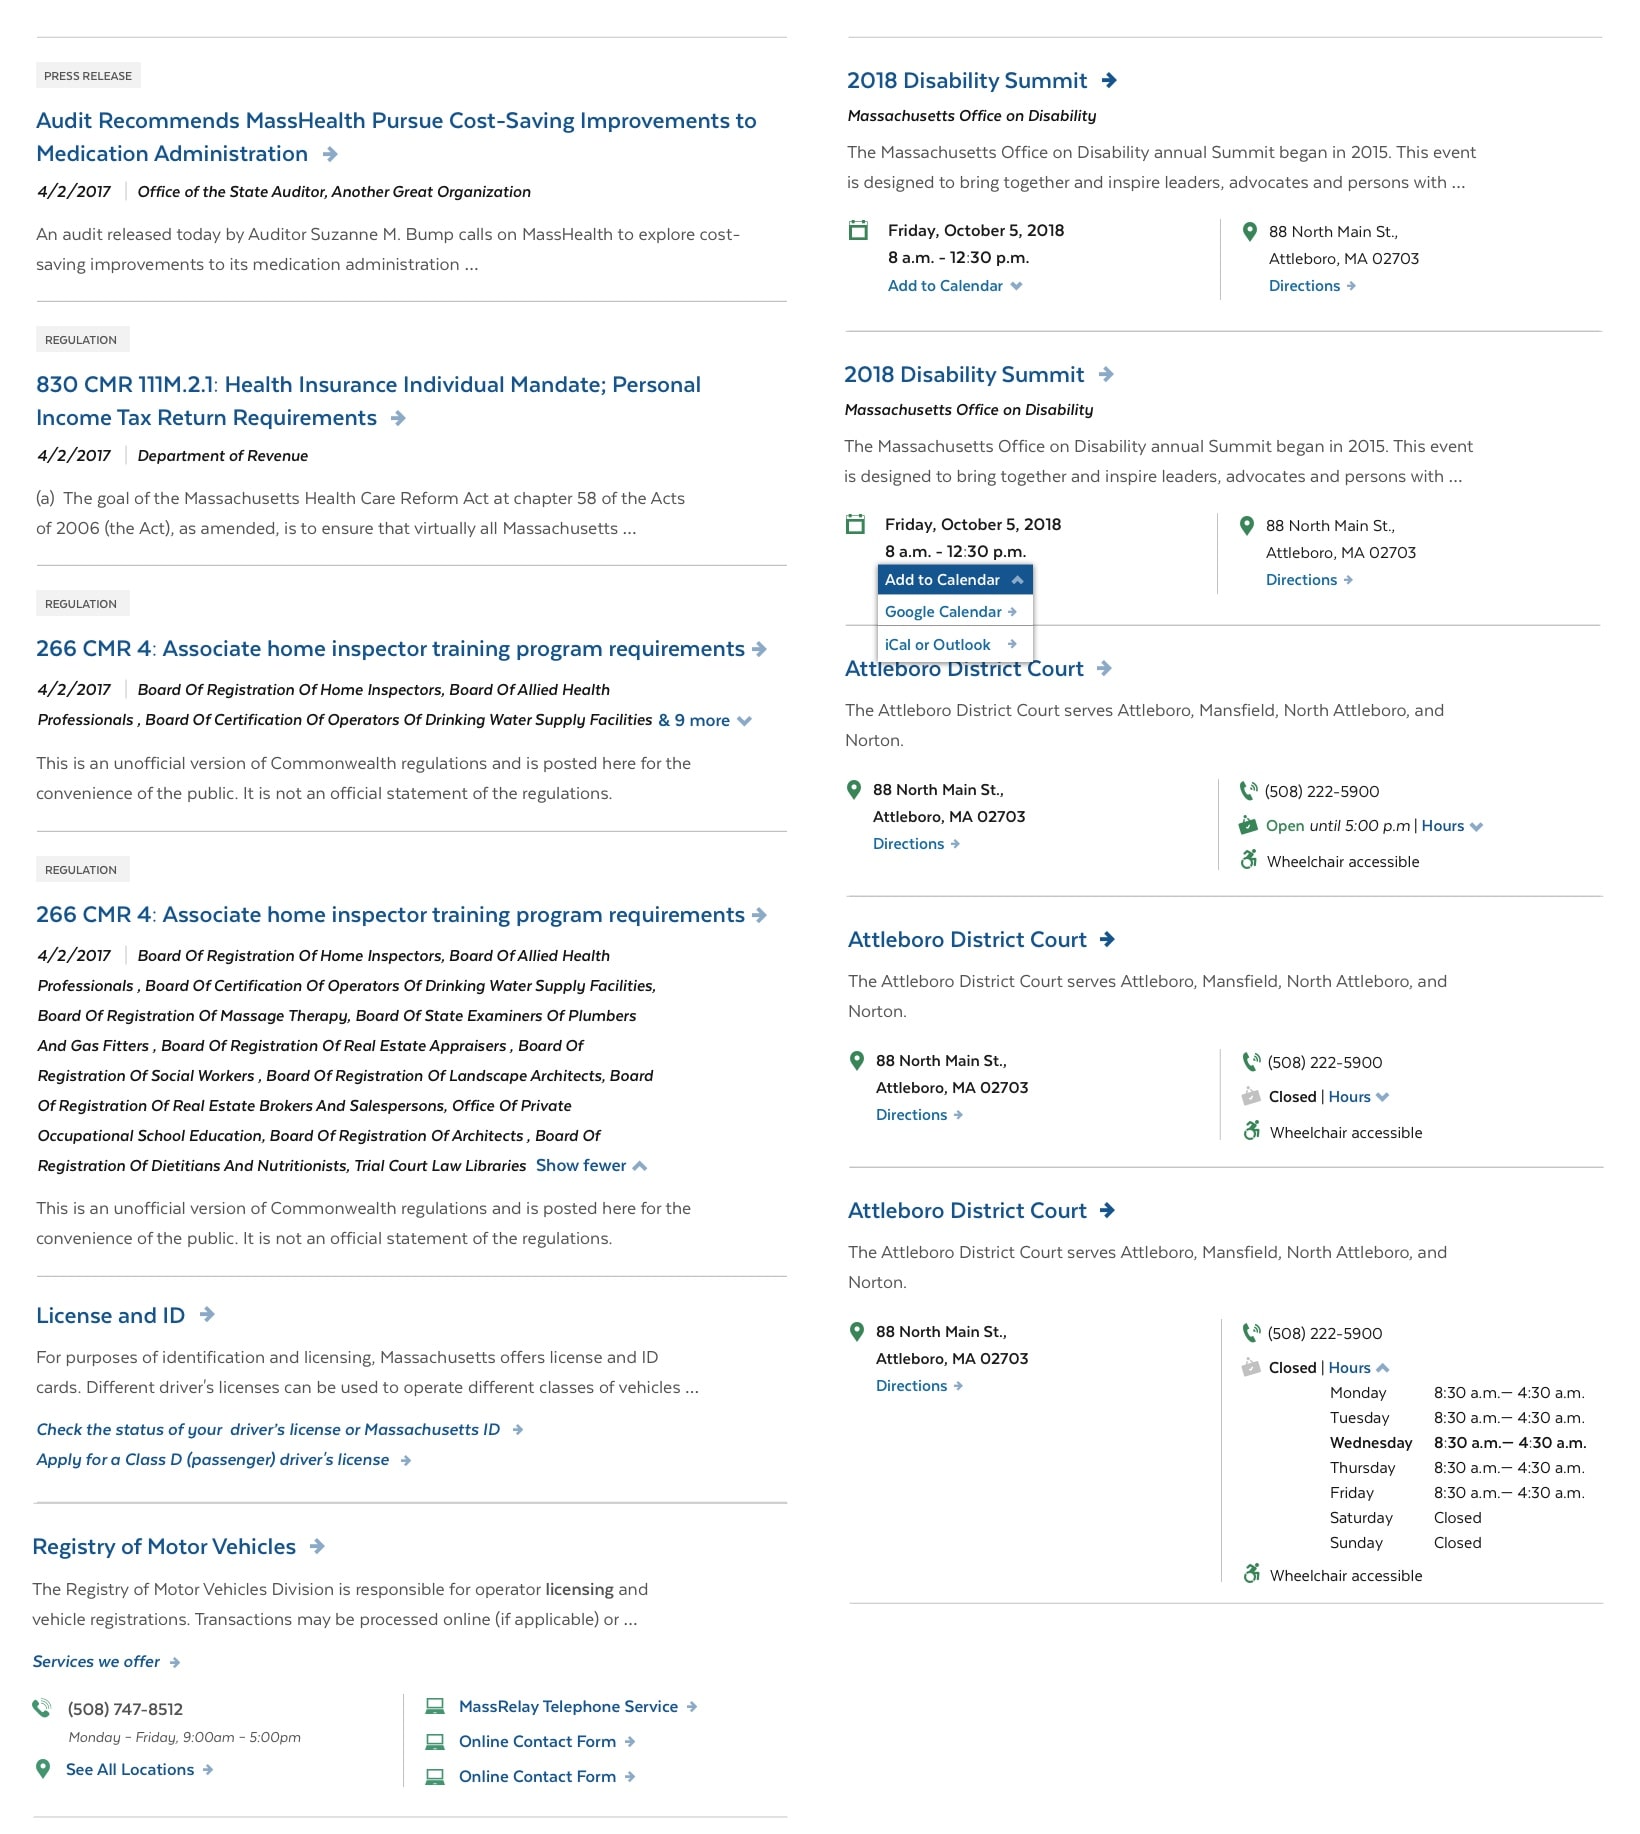 PRESS RELEASE
Audit Recommends MassHealth Pursue Cost-Saving Improvements to
Medication Administration
4/2/2017 Office of the State Auditor, Another Great Organization
An audit released today by Auditor Suzanne M. Bump calls on MassHealth to explore cost-
saving improvements to its medication administration ...
REGULATION
830 CMR 111M.2.1: Health Insurance Individual Mandate; Personal
Income Tax Return Requirements
4/2/2017 Department of Revenue
(a) The goal of the Massachusetts Health Care Reform Act at chapter 58 of the Acts
of 2006 (the Act), as amended, is to ensure that virtually all Massachusetts ...
REGULATION
266 CMR 4: Associate home inspector training program requirements
4/2/2017 Board Of Registration Of Home Inspectors, Board Of Allied Health
Professionals , Board Of Certification Of Operators Of Drinking Water Supply Facilities & 9 more
This is an unofficial version of Commonwealth regulations and is posted here for the
convenience of the public. It is not an official statement of the regulations.
REGULATION
266 CMR 4: Associate home inspector training program requirements
4/2/2017 Board Of Registration Of Home Inspectors, Board Of Allied Health
Professionals , Board Of Certification Of Operators Of Drinking Water Supply Facilities,
Board Of Registration Of Massage Therapy, Board Of State Examiners Of Plumbers
And Gas Fitters , Board Of Registration Of Real Estate Appraisers , Board Of
Registration Of Social Workers , Board Of Registration Of Landscape Architects, Board
Of Registration Of Real Estate Brokers And Salespersons, Office Of Private
Occupational School Education, Board Of Registration Of Architects , Board Of
Registration Of Dietitians And Nutritionists, Trial Court Law Libraries Show fewer
This is an unofficial version of Commonwealth regulations and is posted here for the
convenience of the public. It is not an official statement of the regulations.
License and ID
For purposes of identification and licensing, Massachusetts offers license and ID
cards. Different driver's licenses can be used to operate different classes of vehicles ...
Check the status of your driver's license or Massachusetts ID
Apply for a Class D (passenger) driver's license
Registry of Motor Vehicles
The Registry of Motor Vehicles Division is responsible for operator licensing and
vehicle registrations. Transactions may be processed online (if applicable) or ...
Services we offer
(508) 747-8512
Monday – Friday, 9:00am – 5:00pm
See All Locations
MassRelay Telephone Service
Online Contact Form
Online Contact Form
2018 Disability Summit
Massachusetts Office on Disability
The Massachusetts Office on Disability annual Summit began in 2015. This event
is designed to bring together and inspire leaders, advocates and persons with ...
Friday, October 5, 2018
8 a.m. - 12:30 p.m.
Add to Calendar
88 North Main St.,
Attleboro, MA 02703
Directions
2018 Disability Summit
Massachusetts Office on Disability
The Massachusetts Office on Disability annual Summit began in 2015. This event
is designed to bring together and inspire leaders, advocates and persons with ...
Friday, October 5, 2018
8 a.m. - 12:30 p.m.
Add to Calendar
Google Calendar
iCal or Outlook
88 North Main St.,
Attleboro, MA 02703
Directions
Attleboro District Court
The Attleboro District Court serves Attleboro, Mansfield, North Attleboro, and
Norton.
88 North Main St.,
Attleboro, MA 02703
Directions
(508) 222-5900
Open until 5:00 p.m | Hours
Wheelchair accessible
Attleboro District Court
The Attleboro District Court serves Attleboro, Mansfield, North Attleboro, and
Norton.
88 North Main St.,
Attleboro, MA 02703
Directions
(508) 222-5900
Closed | Hours
Wheelchair accessible
Attleboro District Court
The Attleboro District Court serves Attleboro, Mansfield, North Attleboro, and
Norton.
88 North Main St.,
Attleboro, MA 02703
Directions
(508) 222-5900
Closed | Hours
Monday 8:30 a.m.— 4:30 a.m.
Tuesday 8:30 a.m.— 4:30 a.m.
Wednesday 8:30 a.m.— 4:30 a.m.
Thursday 8:30 a.m.— 4:30 a.m.
Friday 8:30 a.m.— 4:30 a.m.
Saturday Closed
Sunday Closed
Wheelchair accessible